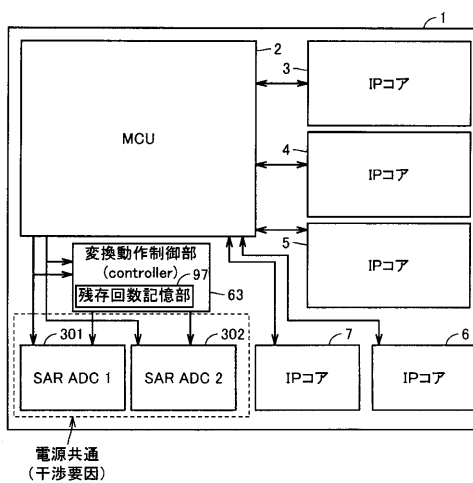 1
2
MCU
3
IPコア
4
IPコア
5
IPコア
変換動作制御部
(controller)
97
残存回数記憶部
63
301
SAR ADC 1
302
SAR ADC 2
7
IPコア
6
IPコア
電源共通
(干渉要因)